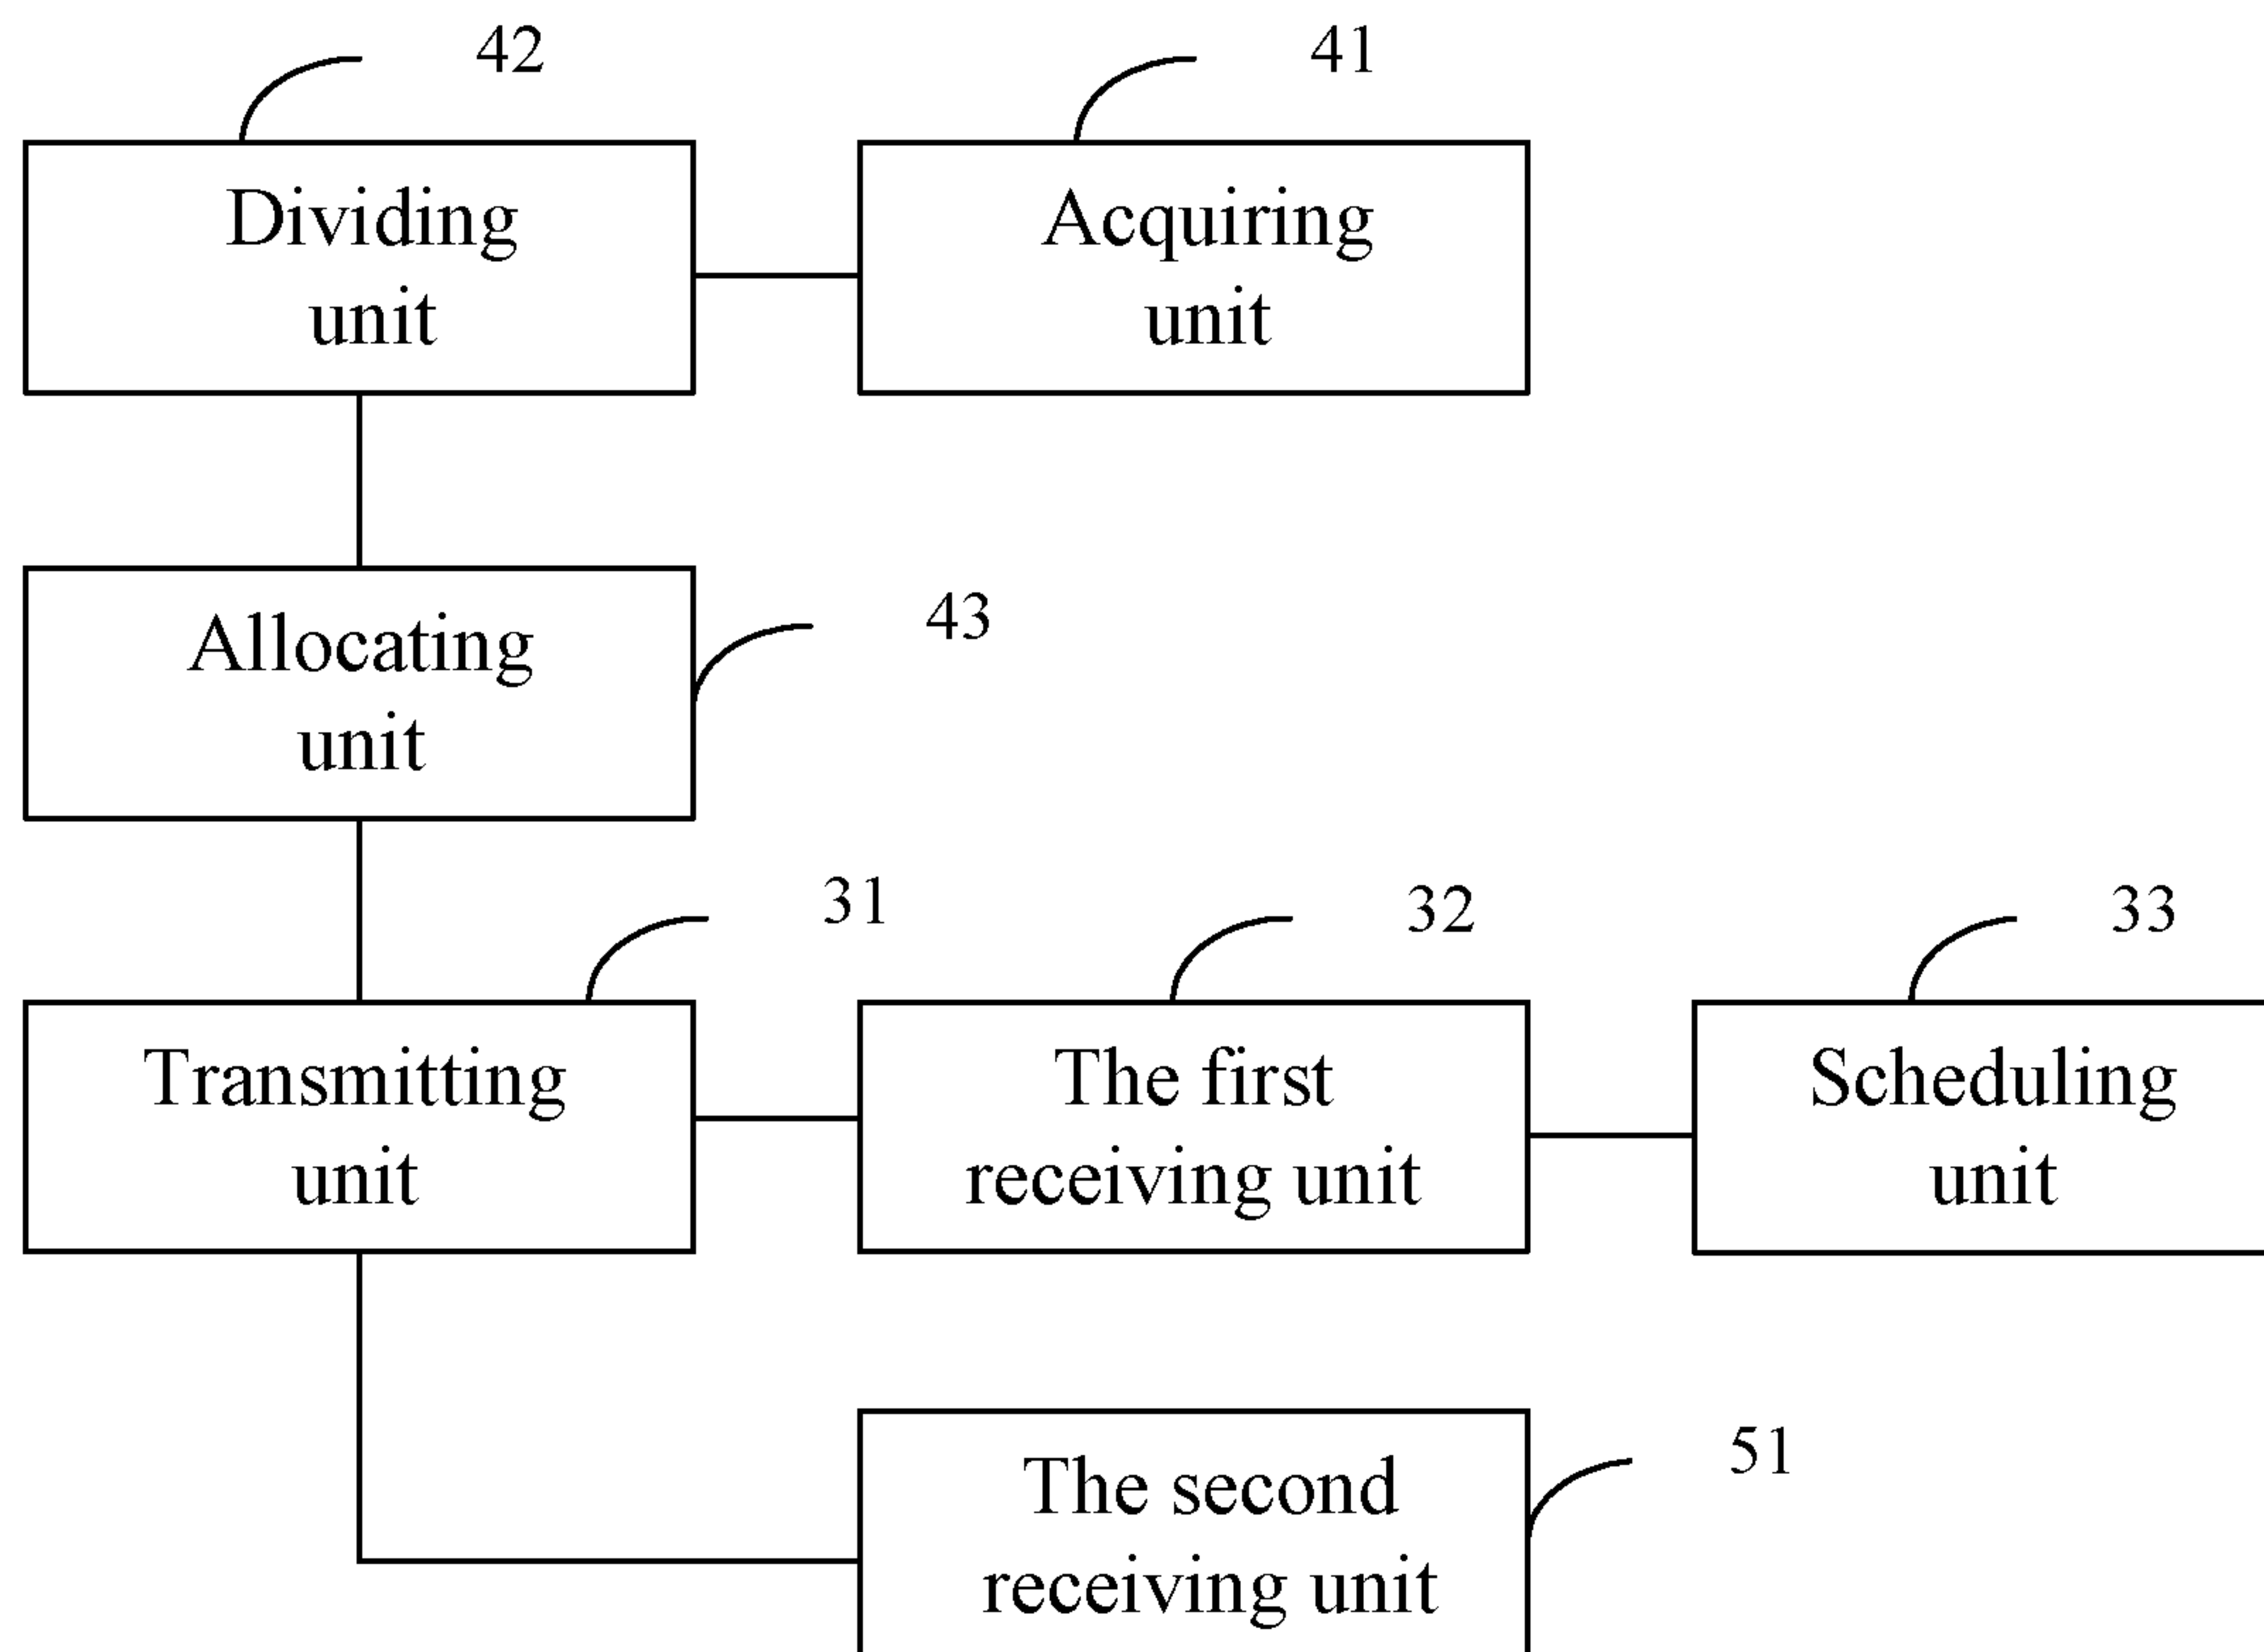 42
41
Dividing
unit
Acquiring
unit
43
Allocating
unit
31
32
33
Transmitting
unit
The first
receiving unit
Scheduling
unit
51
The second
receiving unit